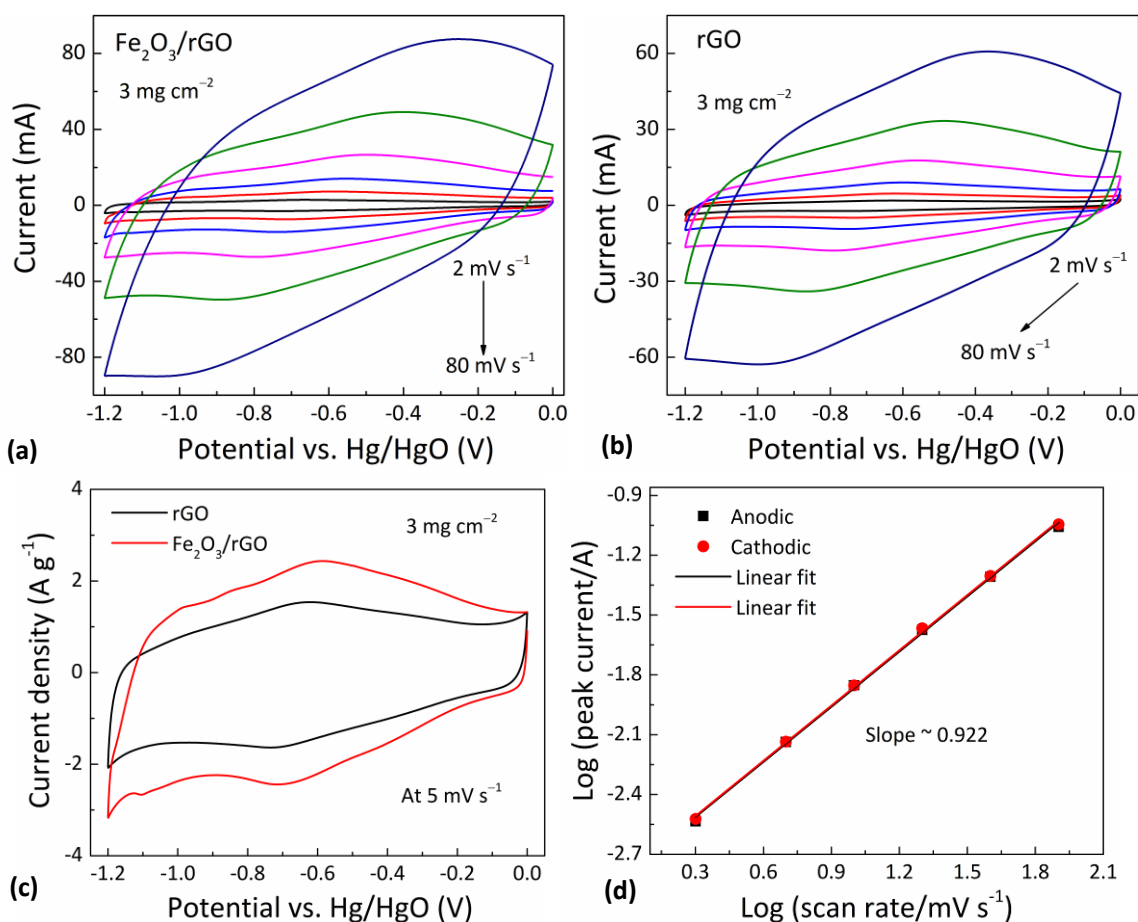 Fe₂O₃/rGO
3 mg cm⁻²
80
40
0
-40
-80
Current (mA)
2 mV s⁻¹
80 mV s⁻¹
-1.2 -1.0 -0.8 -0.6 -0.4 -0.2 0.0
Potential vs. Hg/HgO (V)
(a)
rGO
3 mg cm⁻²
60
30
0
-30
-60
Current (mA)
2 mV s⁻¹
80 mV s⁻¹
-1.2 -1.0 -0.8 -0.6 -0.4 -0.2 0.0
Potential vs. Hg/HgO (V)
(b)
4
2
0
-2
-4
Current density (A g⁻¹)
rGO
Fe₂O₃/rGO
3 mg cm⁻²
At 5 mV s⁻¹
-1.2 -1.0 -0.8 -0.6 -0.4 -0.2 0.0
Potential vs. Hg/HgO (V)
(c)
-0.9
-1.2
-1.5
-1.8
-2.1
-2.4
-2.7
Log (peak current/A)
Anodic
Cathodic
Linear fit
Linear fit
Slope ~ 0.922
0.3 0.6 0.9 1.2 1.5 1.8 2.1
Log (scan rate/mV s⁻¹)
(d)